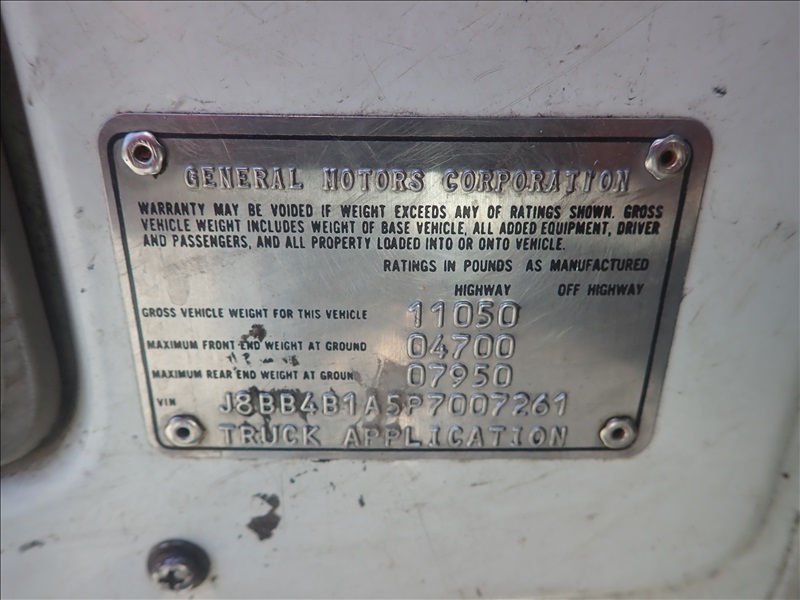 GENERAL MOTORS CORPORATION
WARRANTY MAY BE VOIDED IF WEIGHT EXCEEDS ANY OF RATINGS SHOWN. GROSS
VEHICLE WEIGHT INCLUDES WEIGHT OF BASE VEHICLE, ALL ADDED EQUIPMENT, DRIVER
AND PASSENGERS, AND ALL PROPERTY LOADED INTO OR ONTO VEHICLE.
RATINGS IN POUNDS AS MANUFACTURED
HIGHWAY OFF HIGHWAY
GROSS VEHICLE WEIGHT FOR THIS VEHICLE 11050
MAXIMUM FRONT END WEIGHT AT GROUND 04700
MAXIMUM REAR END WEIGHT AT GROUND 07950
VIN J8BB4B1A5P7007261
TRUCK APPLICATION